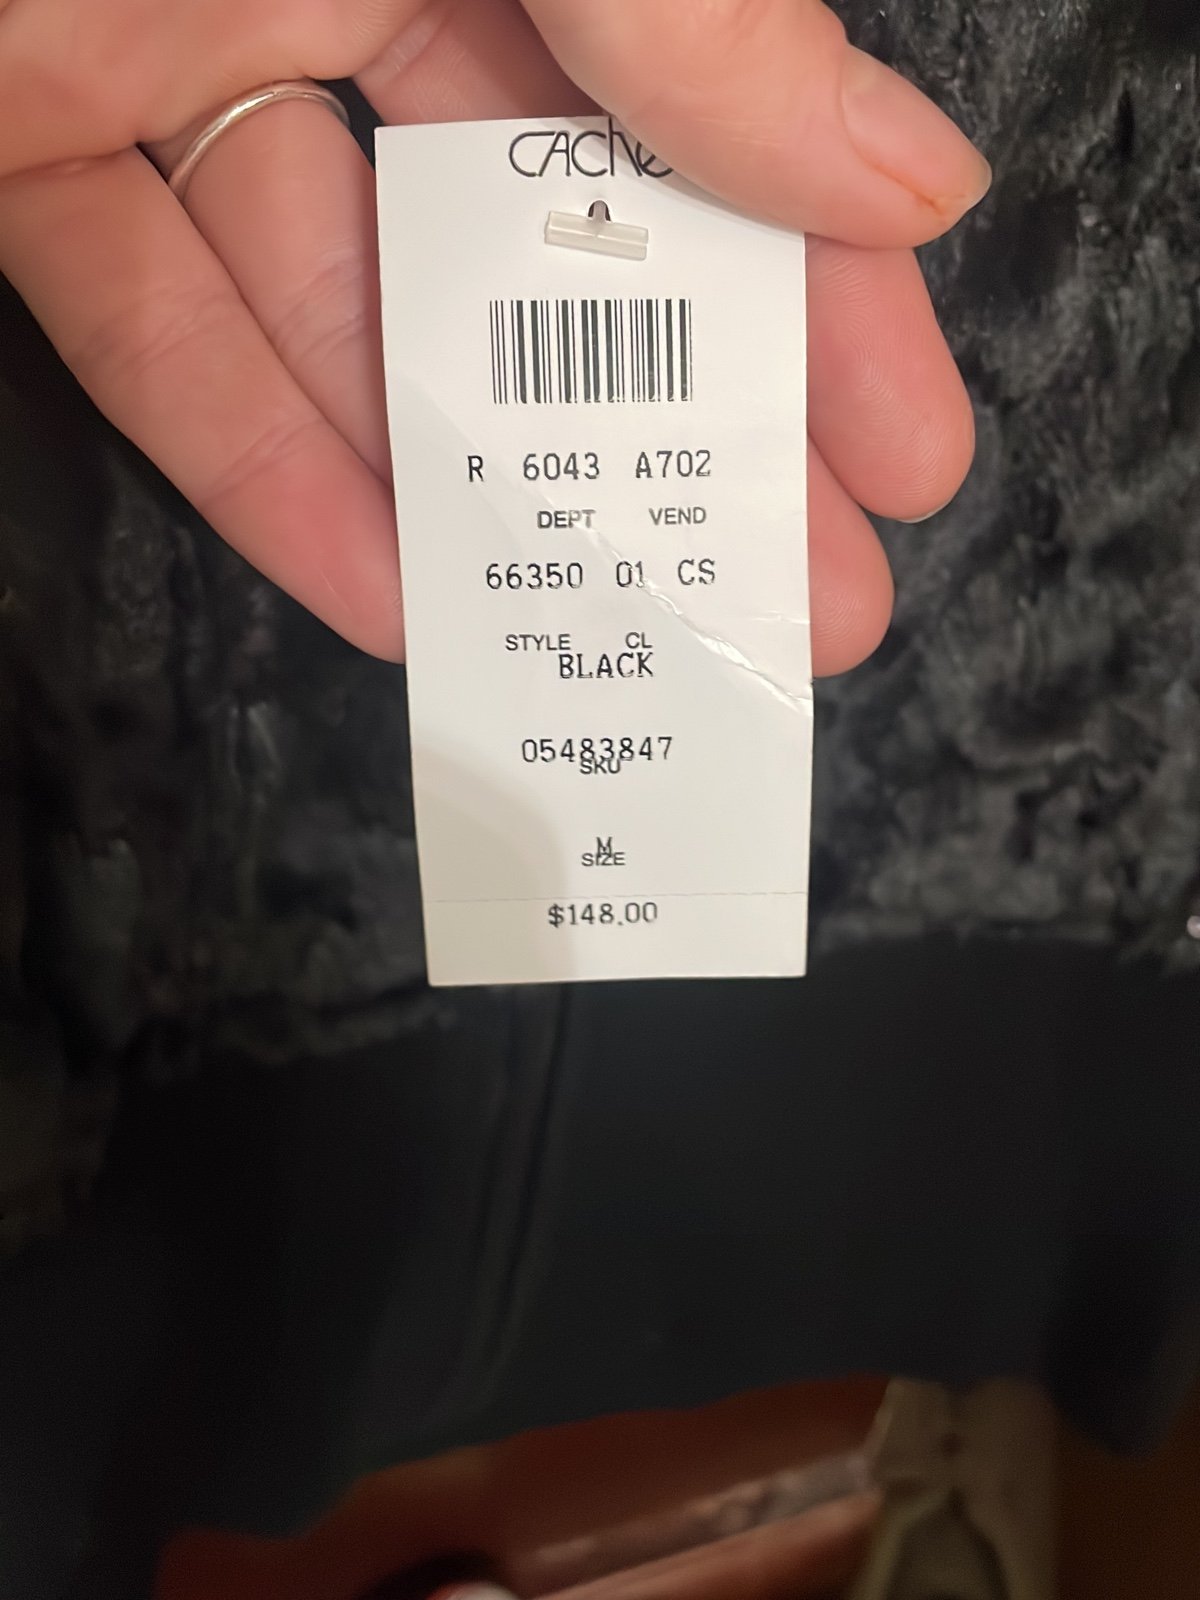 CACHE
R 6043 A702
DEPT VEND
66350 01 CS
STYLE CL
BLACK
05483847
SKU
M
SIZE
$148.00